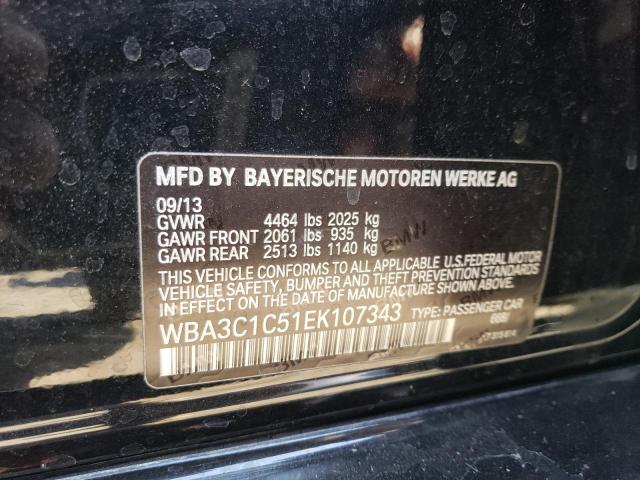 MFD BY BAYERISCHE MOTOREN WERKE AG
09/13
GVWR 4464 lbs 2025 kg
GAWR FRONT 2061 lbs 935 kg
GAWR REAR 2513 lbs 1140 kg
THIS VEHICLE CONFORMS TO ALL APPLICABLE U.S.FEDERAL MOTOR
VEHICLE SAFETY, BUMPER AND THEFT PREVENTION STANDARDS
IN EFFECT ON THE DATE OF MANUFACTURE SHOWN ABOVE.
WBA3C1C51EK107343 TYPE: PASSENGER CAR